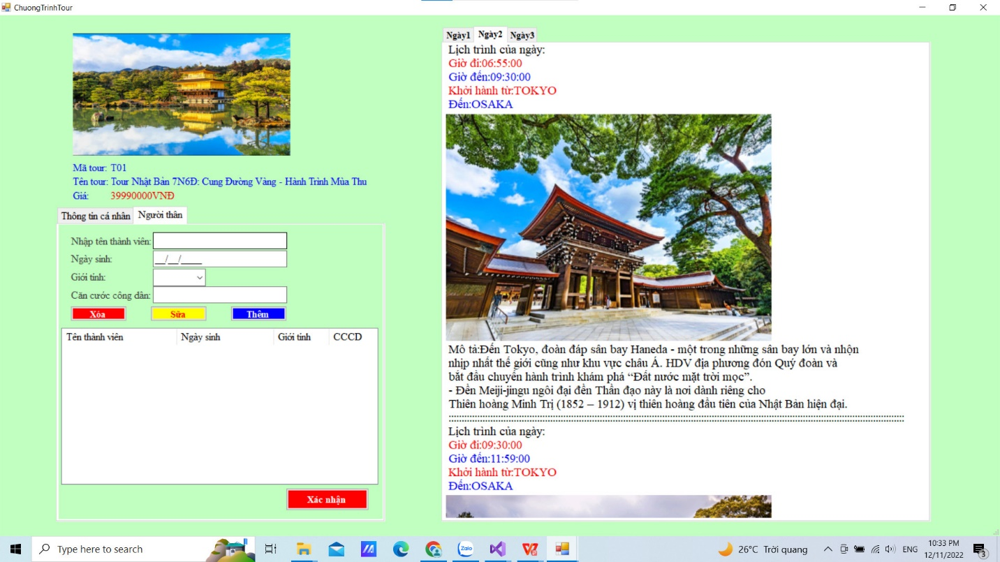 ChuongTrinhTour
Mã tour: T01
Tên tour: Tour Nhật Bản 7N6Đ: Cung Đường Vàng - Hành Trình Mùa Thu
Giá: 39990000VNĐ
Thông tin cá nhân Người thân
Nhập tên thành viên:
Ngày sinh: __/__/____
Giới tính:
Căn cước công dân:
Xóa Sữa Thêm
Tên thành viên Ngày sinh Giới tính CCCD
Xác nhận
Ngày1 Ngày2 Ngày3
Lịch trình của ngày:
Giờ đi:06:55:00
Giờ đến:09:30:00
Khởi hành từ:TOKYO
Đến:OSAKA
Mô tả:Đến Tokyo, đoàn đáp sân bay Haneda - một trong những sân bay lớn và nhộn
nhịp nhất thế giới cũng như khu vực châu Á. HDV địa phương đón Quý đoàn và
bắt đầu chuyến hành trình khám phá “Đất nước mặt trời mọc”.
- Đền Meiji-jingu ngôi đại đền Thần đạo này là nơi dành riêng cho
Thiên hoàng Minh Trị (1852 – 1912) vị thiên hoàng đầu tiên của Nhật Bản hiện đại.
Lịch trình của ngày:
Giờ đi:09:30:00
Giờ đến:11:59:00
Khởi hành từ:TOKYO
Đến:OSAKA
Type here to search
Zalo
26°C Trời quang
ENG
10:33 PM
12/11/2022
3